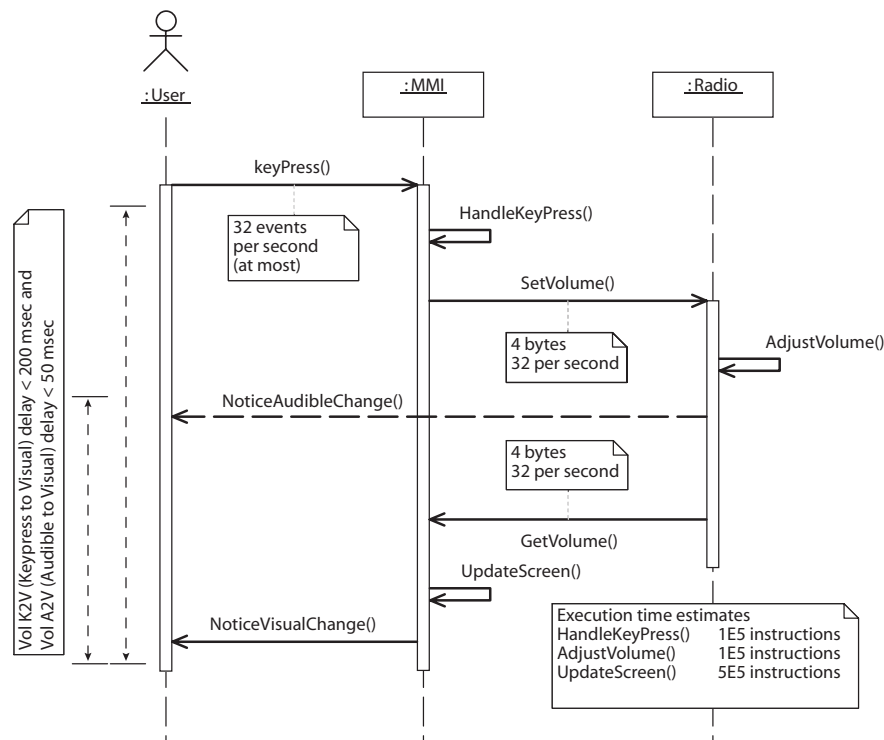 :User
:MMI
:Radio
keyPress()
32 events
per second
(at most)
HandleKeyPress()
SetVolume()
4 bytes
32 per second
AdjustVolume()
NoticeAudibleChange()
4 bytes
32 per second
GetVolume()
UpdateScreen()
NoticeVisualChange()
Vol K2V (Keypress to Visual) delay < 200 msec and
Vol A2V (Audible to Visual) delay < 50 msec
Execution time estimates
HandleKeyPress() 1E5 instructions
AdjustVolume() 1E5 instructions
UpdateScreen() 5E5 instructions